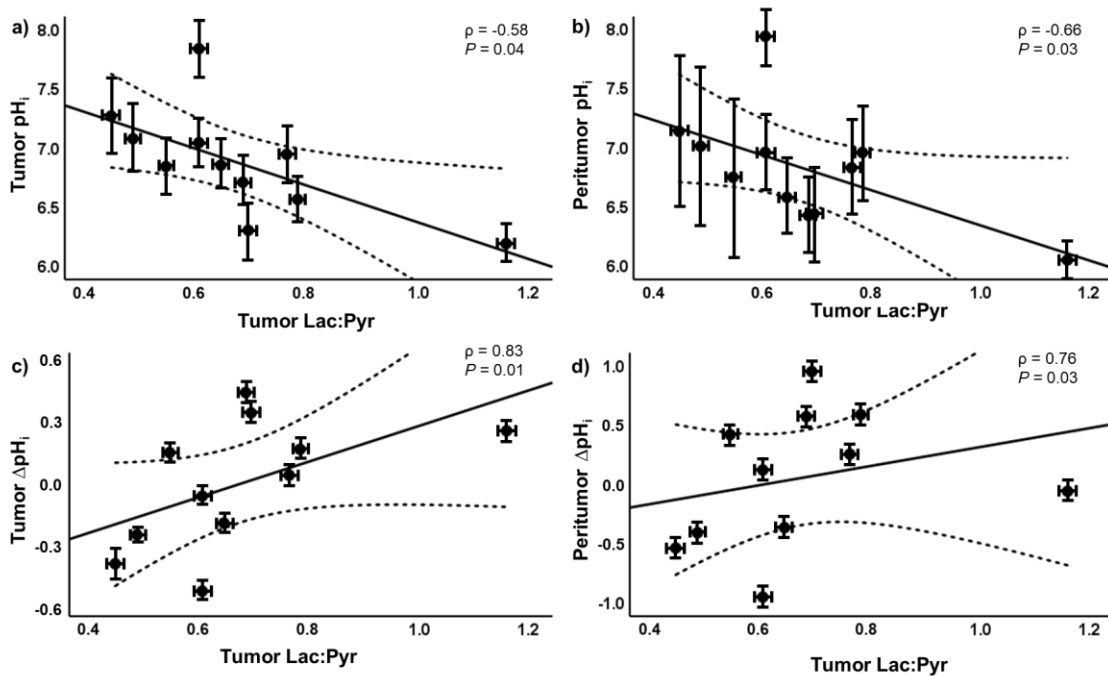 a)
ρ = -0.58
P = 0.04
8.0
7.5
7.0
6.5
6.0
Tumor pHi
0.4 0.6 0.8 1.0 1.2
Tumor Lac:Pyr
b)
ρ = -0.66
P = 0.03
8.0
7.5
7.0
6.5
6.0
Peritumor pHi
0.4 0.6 0.8 1.0 1.2
Tumor Lac:Pyr
c)
ρ = 0.83
P = 0.01
0.6
0.3
0.0
-0.3
-0.6
Tumor ΔpHi
0.4 0.6 0.8 1.0 1.2
Tumor Lac:Pyr
d)
ρ = 0.76
P = 0.03
1.0
0.5
0.0
-0.5
-1.0
Peritumor ΔpHi
0.4 0.6 0.8 1.0 1.2
Tumor Lac:Pyr